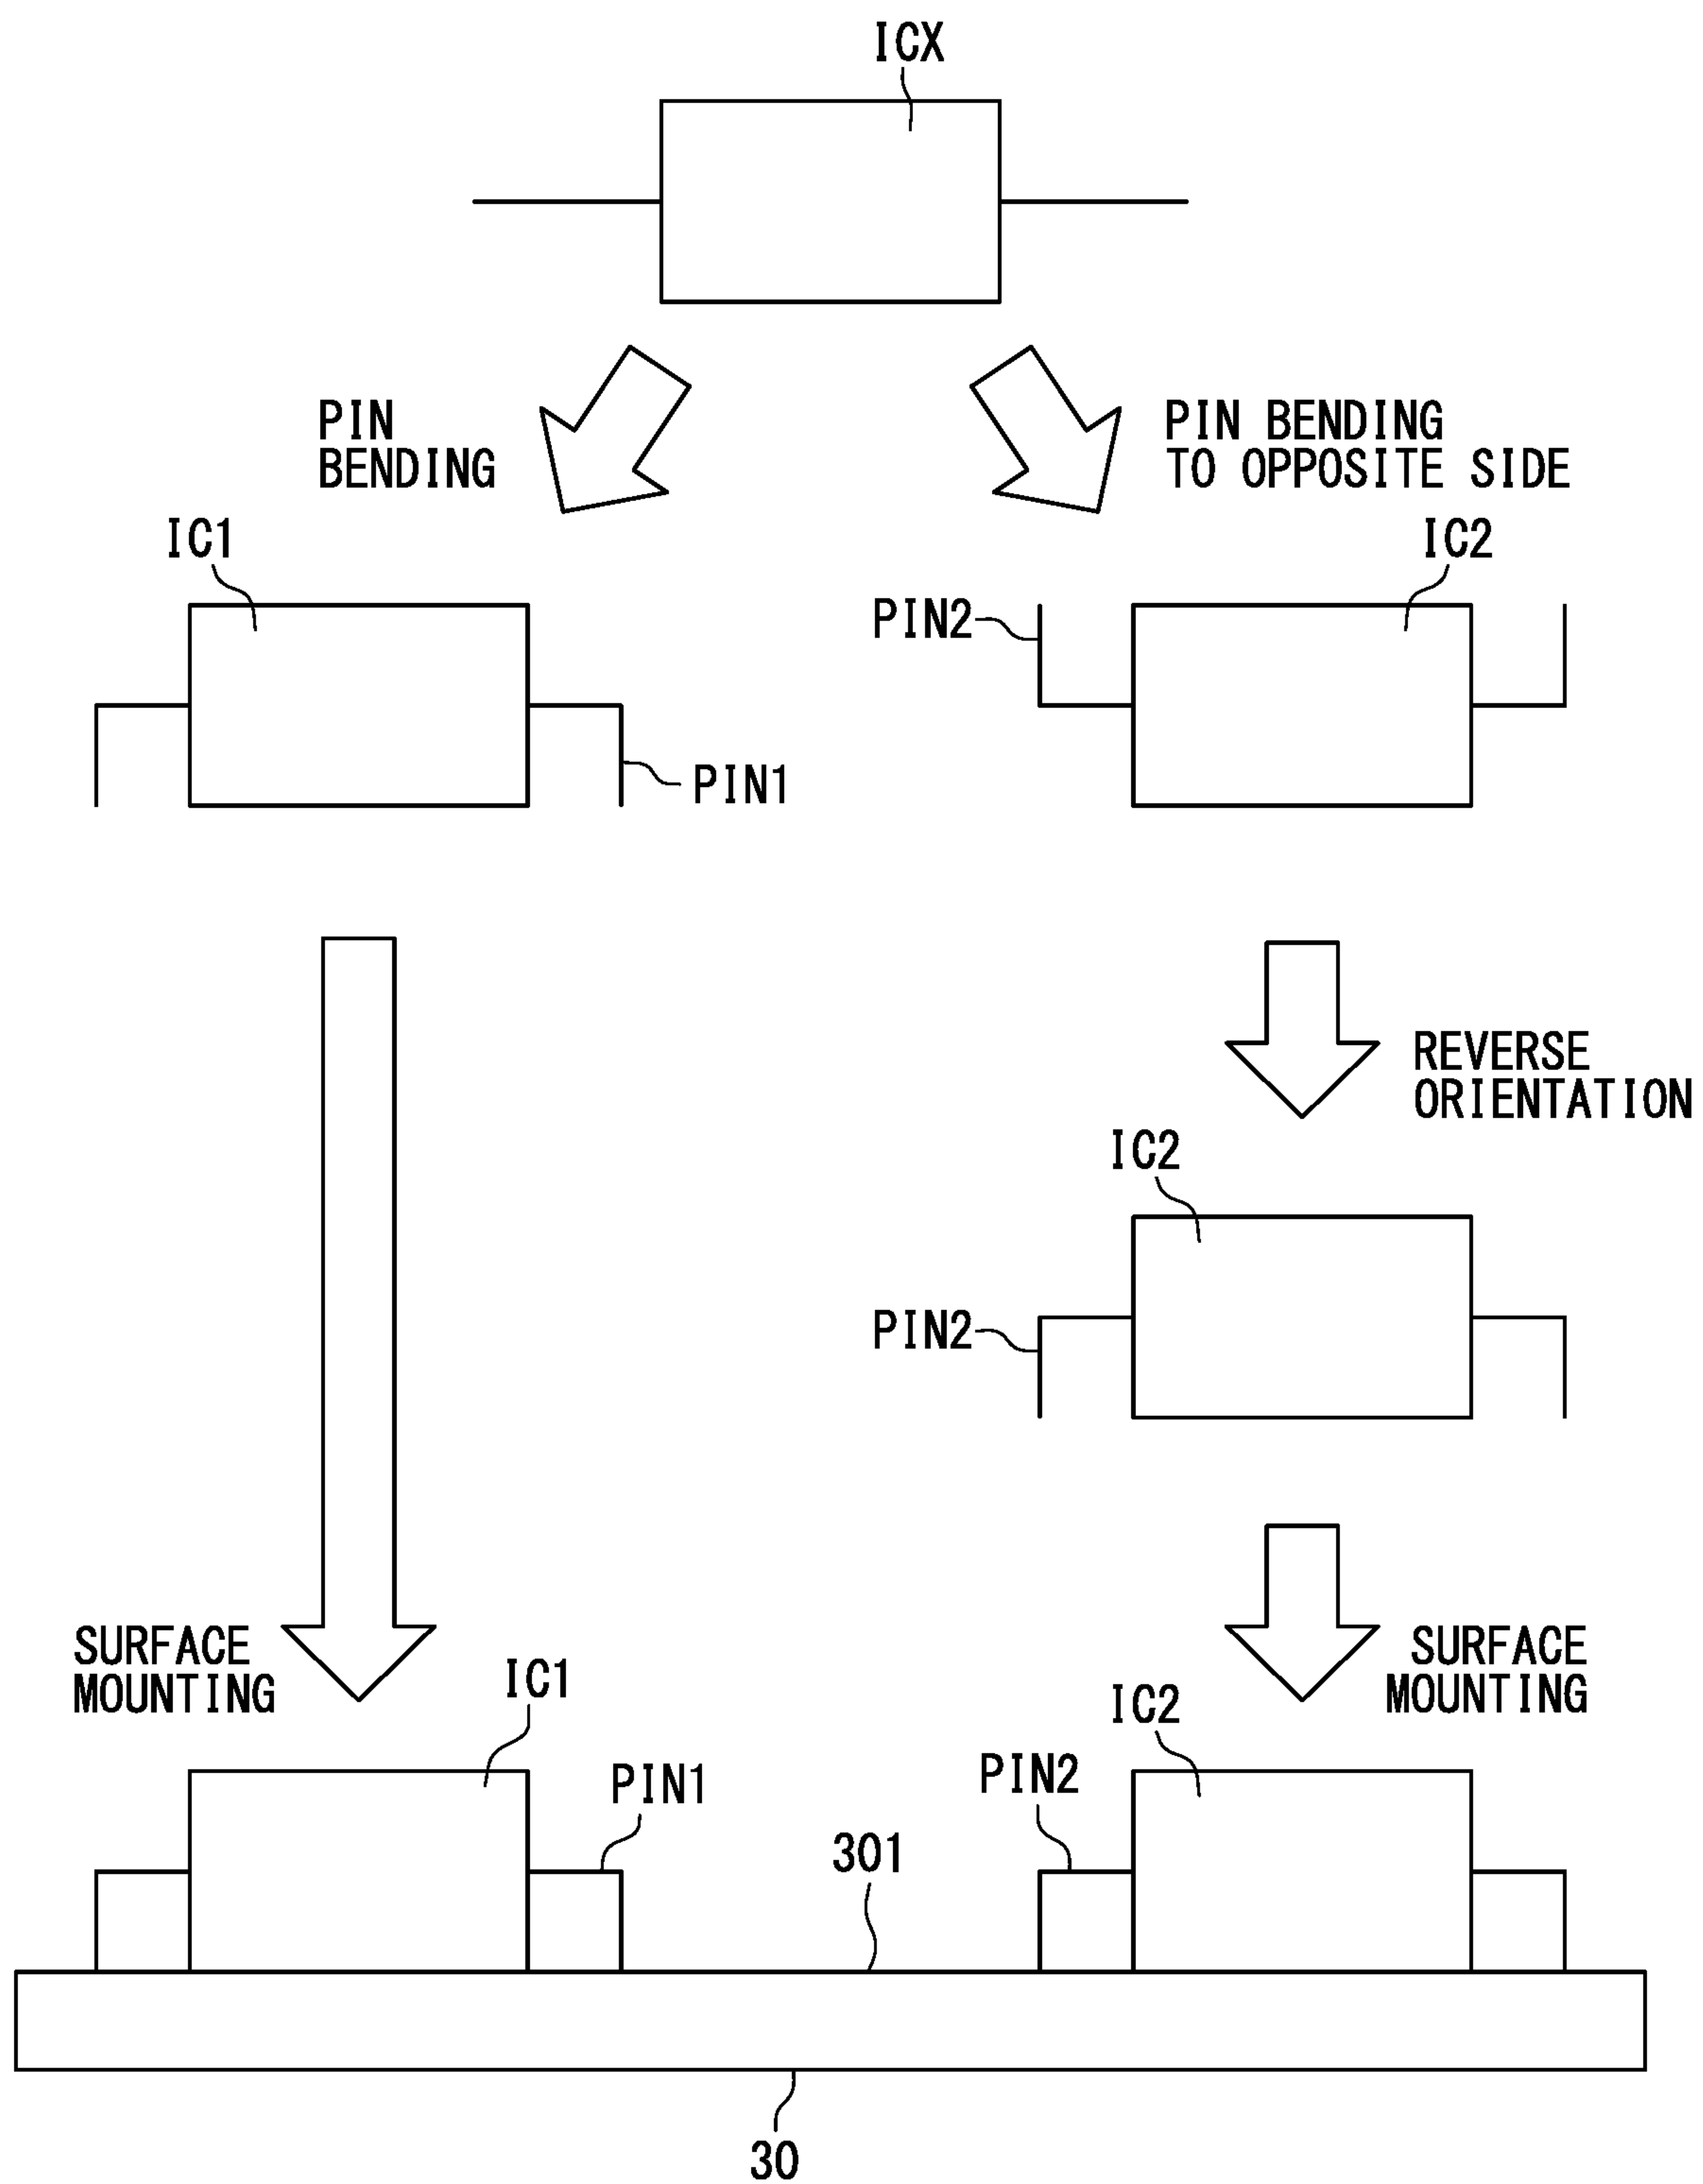 ICX
PIN
BENDING
PIN BENDING
TO OPPOSITE SIDE
IC1
IC2
PIN2
PIN1
REVERSE
ORIENTATION
IC2
PIN2
SURFACE
MOUNTING
SURFACE
MOUNTING
IC1
IC2
PIN1
PIN2
301
30